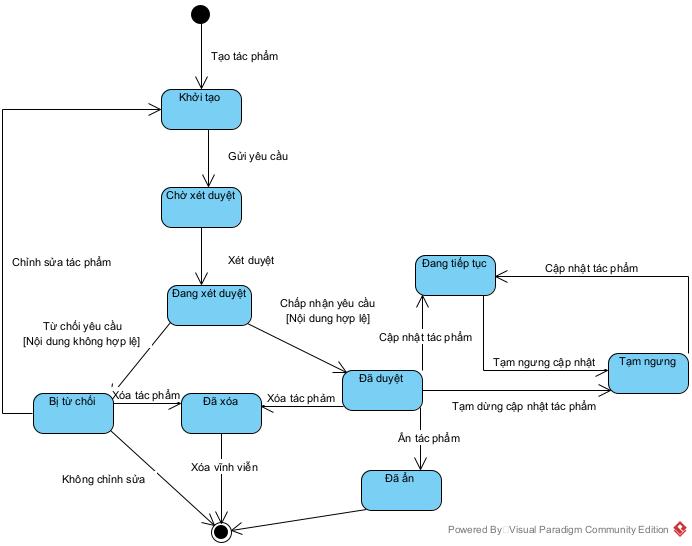 Tạo tác phẩm
Khởi tạo
Gửi yêu cầu
Chờ xét duyệt
Chỉnh sửa tác phẩm
Xét duyệt
Đang tiếp tục
Cập nhật tác phẩm
Đang xét duyệt
Chấp nhận yêu cầu
[Nội dung hợp lệ]
Từ chối yêu cầu
[Nội dung không hợp lệ]
Cập nhật tác phẩm
Tạm ngưng cập nhật
Tạm ngưng
Đã duyệt
Xóa tác phẩm
Bị từ chối
Đã xóa
Xóa tác phẩm
Tạm dừng cập nhật tác phẩm
Ẩn tác phẩm
Xóa vĩnh viễn
Không chỉnh sửa
Đã ẩn
Powered By Visual Paradigm Community Edition